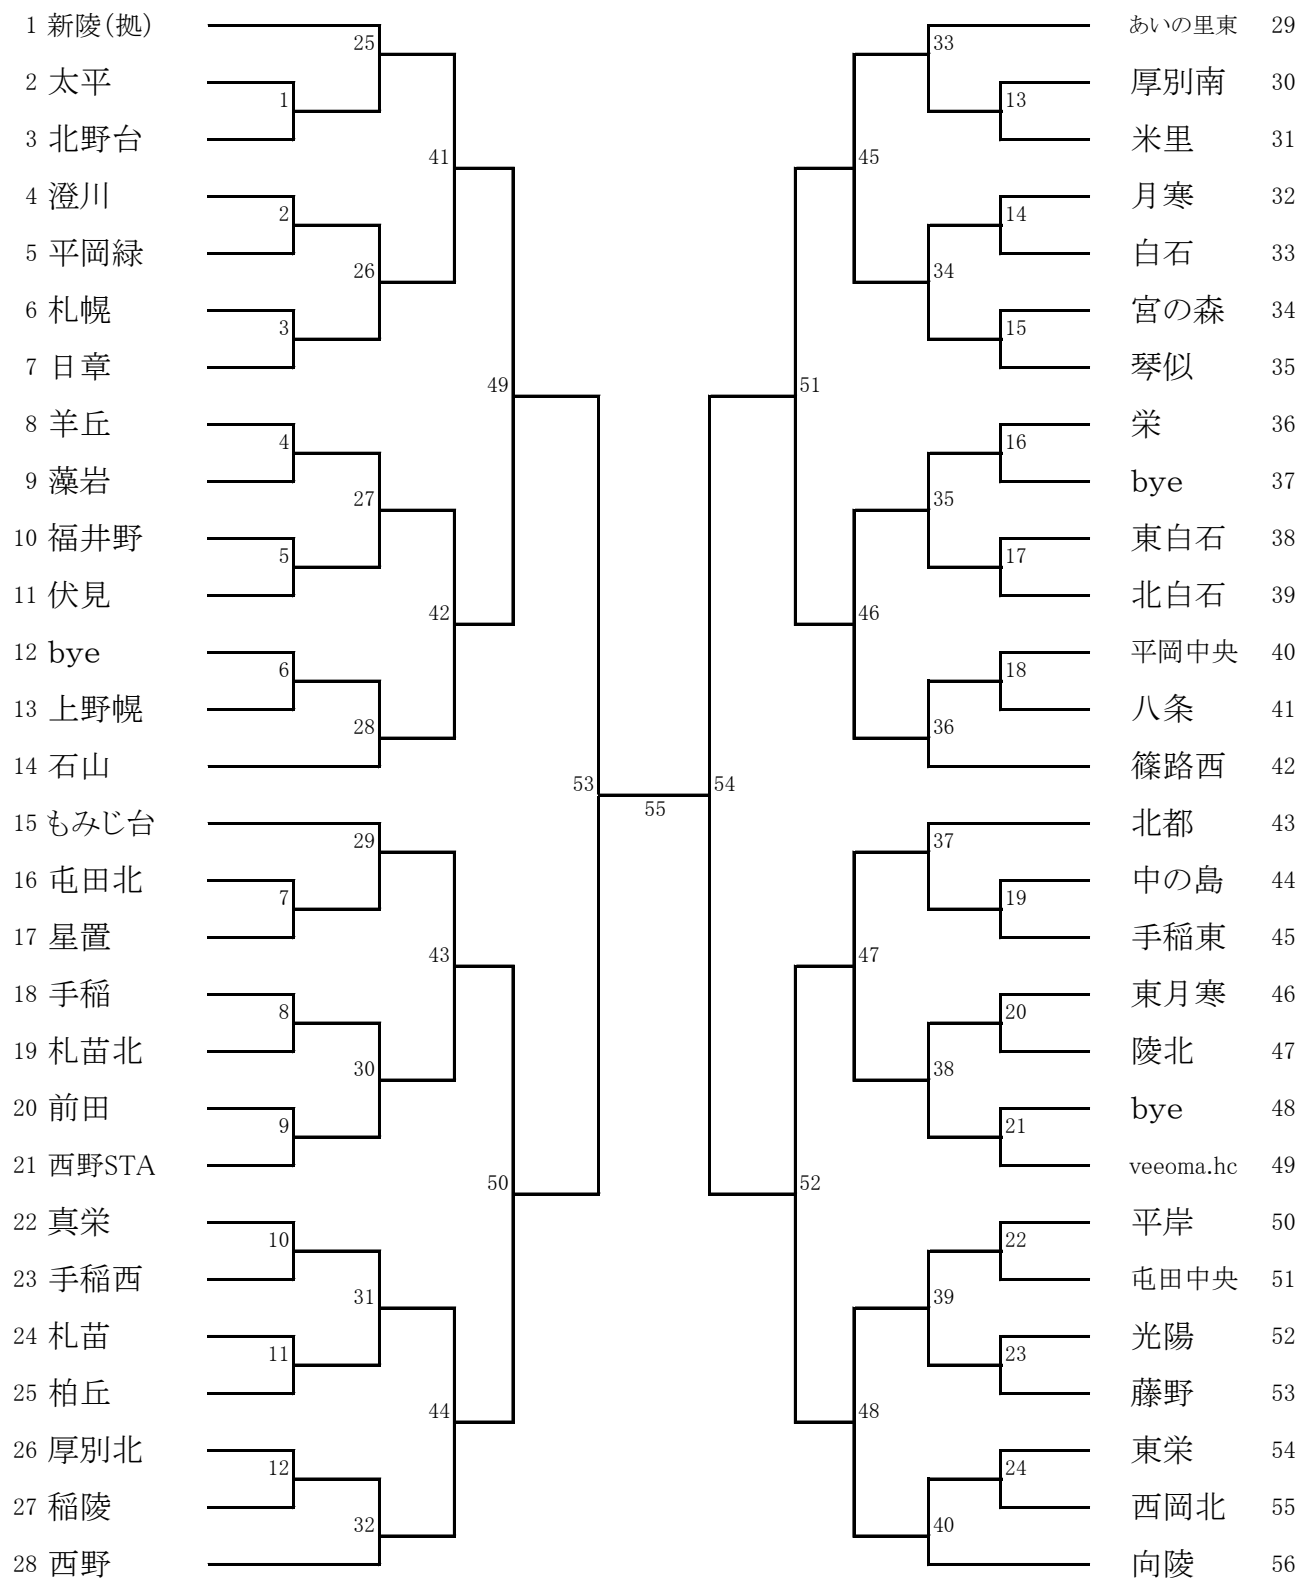 1 新陵(拠)
25
2 太平
1
3 北野台
41
4 澄川
2
5 平岡緑
26
6 札幌
3
7 日章
49
8 羊丘
4
9 藻岩
27
10 福井野
5
11 伏見
42
12 bye
6
13 上野幌
28
14 石山
53
15 もみじ台
29
16 屯田北
7
17 星置
43
18 手稲
8
19 札苗北
30
20 前田
9
21 西野STA
50
22 真栄
10
23 手稲西
31
24 札苗
11
25 柏丘
44
26 厚別北
12
27 稲陵
32
28 西野
55
あいの里東 29
33
厚別南 30
13
米里 31
45
月寒 32
14
白石 33
34
宮の森 34
15
琴似 35
51
栄 36
16
bye 37
35
東白石 38
17
北白石 39
46
平岡中央 40
18
八条 41
36
篠路西 42
54
北都 43
37
中の島 44
19
手稲東 45
47
東月寒 46
20
陵北 47
38
bye 48
21
veeoma.hc 49
52
平岸 50
22
屯田中央 51
39
光陽 52
23
藤野 53
48
東栄 54
24
西岡北 55
40
向陵 56